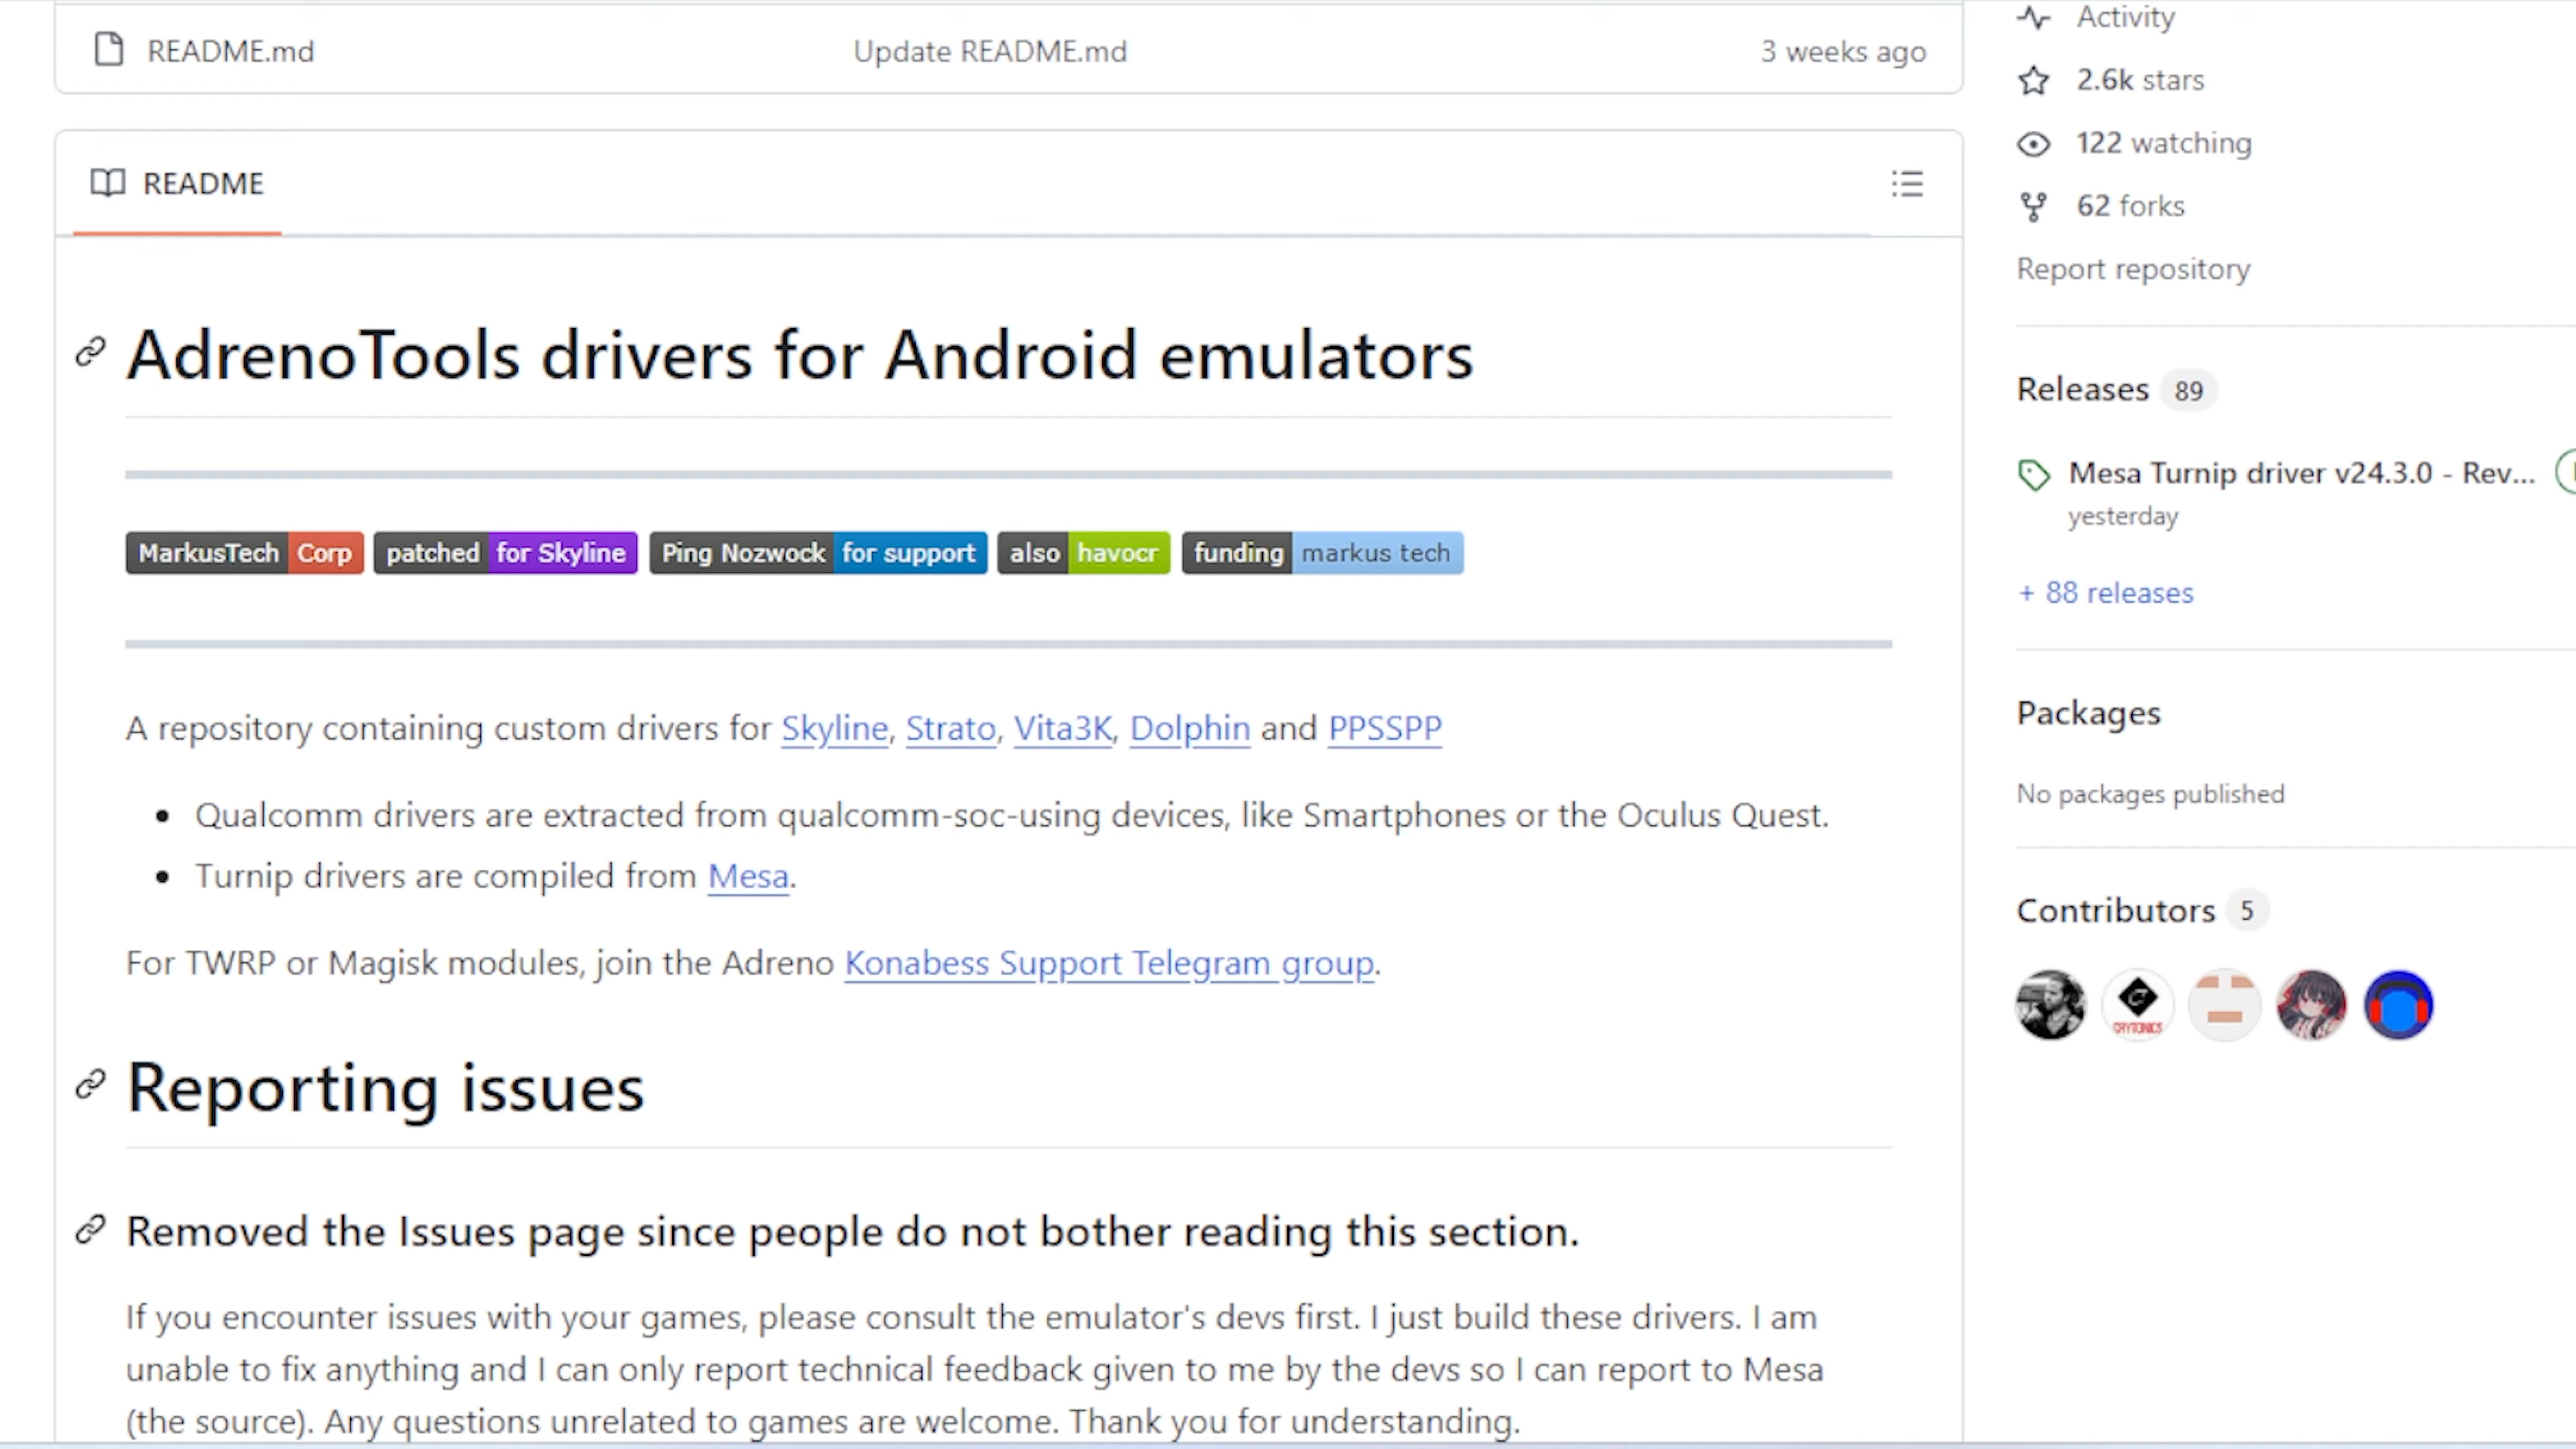 README.md Update README.md 3 weeks ago
README
AdrenoTools drivers for Android emulators
MarkusTech Corp patched for Skyline Ping Nozwock for support also havocr funding markus tech
A repository containing custom drivers for Skyline, Strato, Vita3K, Dolphin and PPSSPP
• Qualcomm drivers are extracted from qualcomm-soc-using devices, like Smartphones or the Oculus Quest.
• Turnip drivers are compiled from Mesa.
For TWRP or Magisk modules, join the Adreno Konabess Support Telegram group.
Reporting issues
Removed the Issues page since people do not bother reading this section.
If you encounter issues with your games, please consult the emulator's devs first. I just build these drivers. I am
unable to fix anything and I can only report technical feedback given to me by the devs so I can report to Mesa
(the source). Any questions unrelated to games are welcome. Thank you for understanding.
Activity
2.6k stars
122 watching
62 forks
Report repository
Releases 89
Mesa Turnip driver v24.3.0 - Rev...
yesterday
+ 88 releases
Packages
No packages published
Contributors 5
CRYTONICS